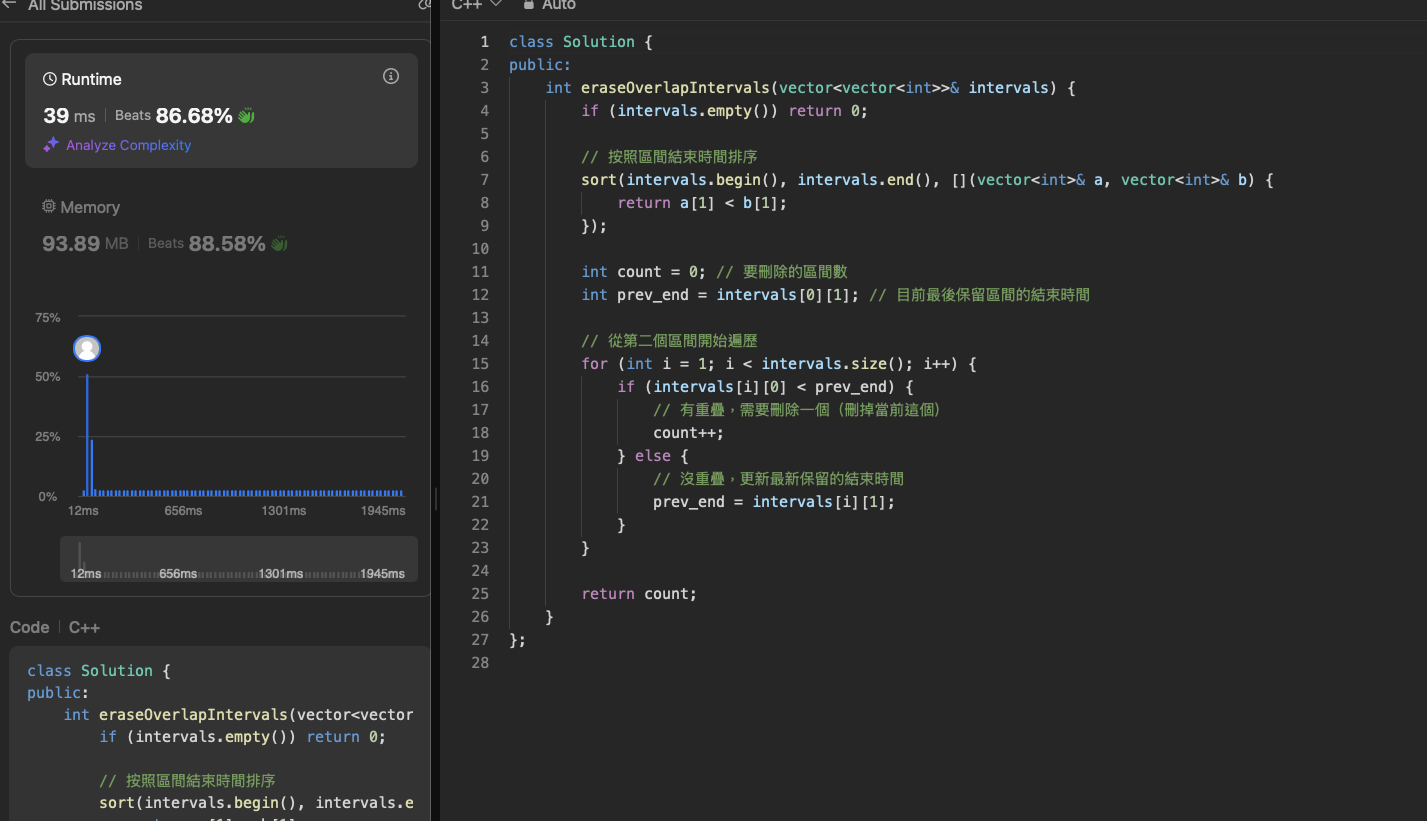 All Submissions
Runtime
39 ms | Beats 86.68%
Analyze Complexity
Memory
93.89 MB | Beats 88.58%
75%
50%
25%
0%
12ms 656ms 1301ms 1945ms
12ms 656ms 1301ms 1945ms
Code | C++
class Solution {
public:
    int eraseOverlapIntervals(vector<vector
        if (intervals.empty()) return 0;
        // 按照區間結束時間排序
        sort(intervals.begin(), intervals.e
C++ Auto
1 class Solution {
2 public:
3     int eraseOverlapIntervals(vector<vector<int>>& intervals) {
4         if (intervals.empty()) return 0;
5
6         // 按照區間結束時間排序
7         sort(intervals.begin(), intervals.end(), [](vector<int>& a, vector<int>& b) {
8             return a[1] < b[1];
9         });
10
11         int count = 0; // 要刪除的區間數
12         int prev_end = intervals[0][1]; // 目前最後保留區間的結束時間
13
14         // 從第二個區間開始遍歷
15         for (int i = 1; i < intervals.size(); i++) {
16             if (intervals[i][0] < prev_end) {
17                 // 有重疊，需要刪除一個（刪掉當前這個）
18                 count++;
19             } else {
20                 // 沒重疊，更新最新保留的結束時間
21                 prev_end = intervals[i][1];
22             }
23         }
24
25         return count;
26     }
27 };
28